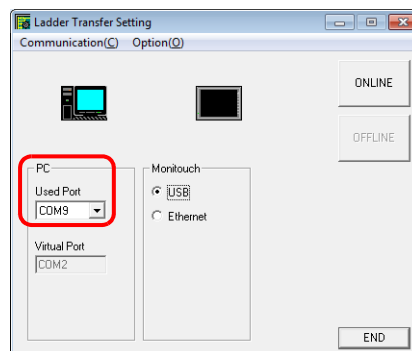 Ladder Transfer Setting
Communication(C) Option(O)
ONLINE
OFFLINE
PC
Used Port
COM9
Virtual Port
COM2
Monitouch
USB
Ethernet
END